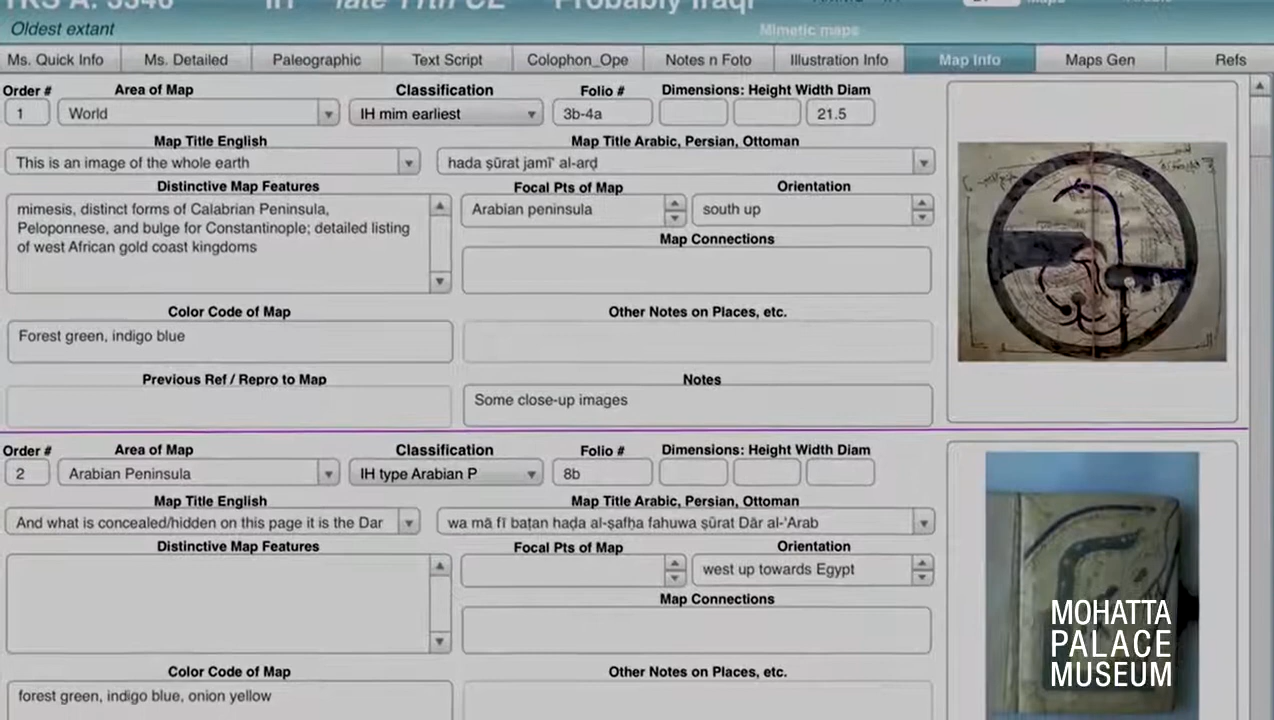 TKS A. 3346 IH late 11th CE Probably Iraqi
Oldest extant
Mimetic maps
Ms. Quick Info Ms. Detailed Paleographic Text Script Colophon_Ope Notes n Foto Illustration Info Map Info Maps Gen Refs
Order # Area of Map Classification Folio # Dimensions: Height Width Diam
1 World IH mim earliest 3b-4a 21.5
Map Title English Map Title Arabic, Persian, Ottoman
This is an image of the whole earth hada ṣūrat jamī' al-arḍ
Distinctive Map Features Focal Pts of Map Orientation
mimesis, distinct forms of Calabrian Peninsula, Arabian peninsula south up
Peloponnese, and bulge for Constantinople; detailed listing
of west African gold coast kingdoms
Map Connections
Color Code of Map Other Notes on Places, etc.
Forest green, indigo blue
Previous Ref / Repro to Map Notes
Some close-up images
Order # Area of Map Classification Folio # Dimensions: Height Width Diam
2 Arabian Peninsula IH type Arabian P 8b
Map Title English Map Title Arabic, Persian, Ottoman
And what is concealed/hidden on this page it is the Dar wa mā fī baṭan haḍa al-ṣafḥa fahuwa ṣūrat Dār al-'Arab
Distinctive Map Features Focal Pts of Map Orientation
west up towards Egypt
Map Connections
Color Code of Map Other Notes on Places, etc.
forest green, indigo blue, onion yellow
MOHATTA
PALACE
MUSEUM